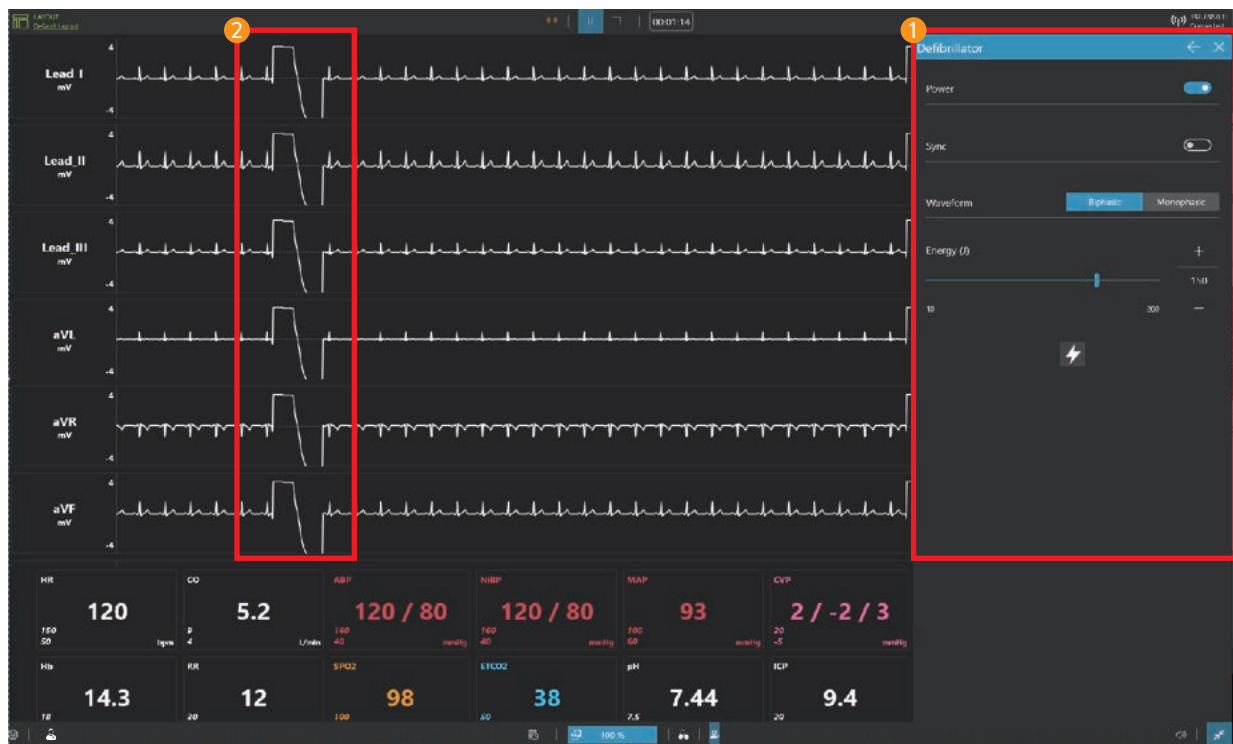 LAYOUT
Default Layout
00:01:14
Connected
1
2
Defibrillator
Power
Sync
Waveform
Biphasic
Monophasic
Energy (J)
150
10
200
4
Lead_I
mV
-4
4
Lead_II
mV
-4
4
Lead_III
mV
-4
4
aVL
mV
-4
4
aVR
mV
-4
4
aVF
mV
-4
HR
120
150
50
bpm
CO
5.2
9
4
L/min
ABP
120 / 80
160
40
mmHg
NIBP
120 / 80
160
40
mmHg
MAP
93
100
60
mmHg
CVP
2 / -2 / 3
20
-5
mmHg
Hb
14.3
18
RR
12
20
SPO2
98
100
ETCO2
38
50
pH
7.44
7.5
ICP
9.4
20
100 %